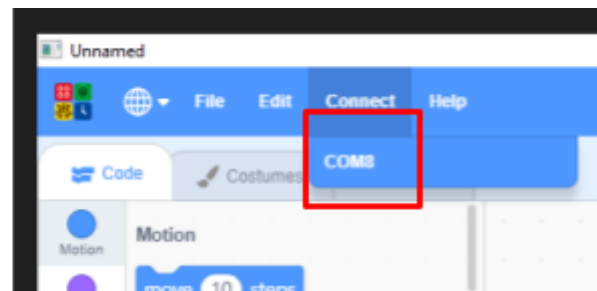 Unnamed
File Edit Connect Help
COM8
Code Costumes
Motion Motion
move 10 steps